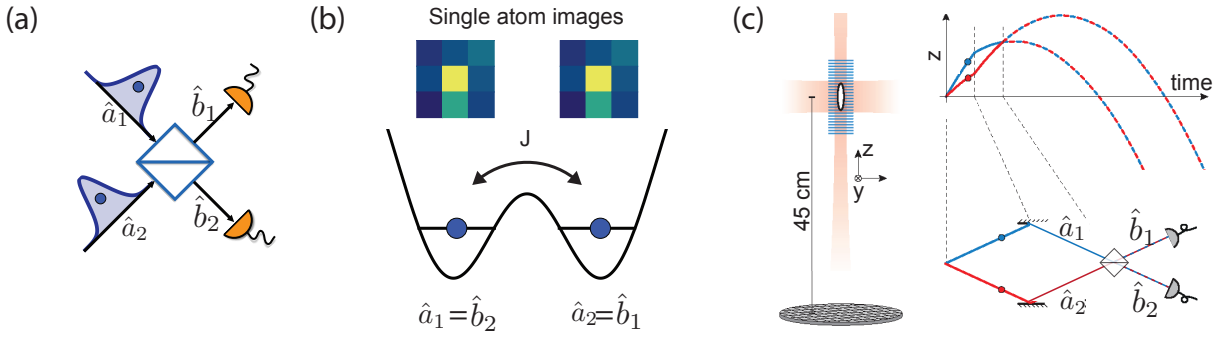 (a)
â₁
b̂₁
â₂
b̂₂
(b)
Single atom images
J
â₁=b̂₂
â₂=b̂₁
(c)
45 cm
z
y
z
time
â₁
b̂₁
â₂
b̂₂